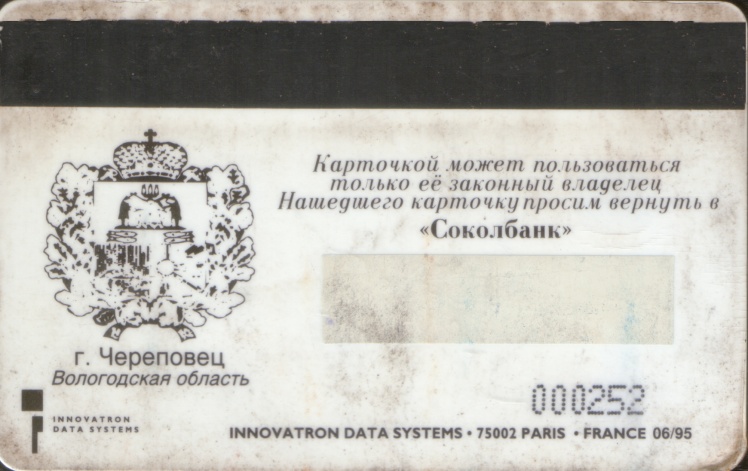 Карточкой может пользоваться
только её законный владелец
Нашедшего карточку просим вернуть в
«Соколбанк»
г. Череповец
Вологодская область
000252
INNOVATRON
DATA SYSTEMS
INNOVATRON DATA SYSTEMS • 75002 PARIS • FRANCE 06/95